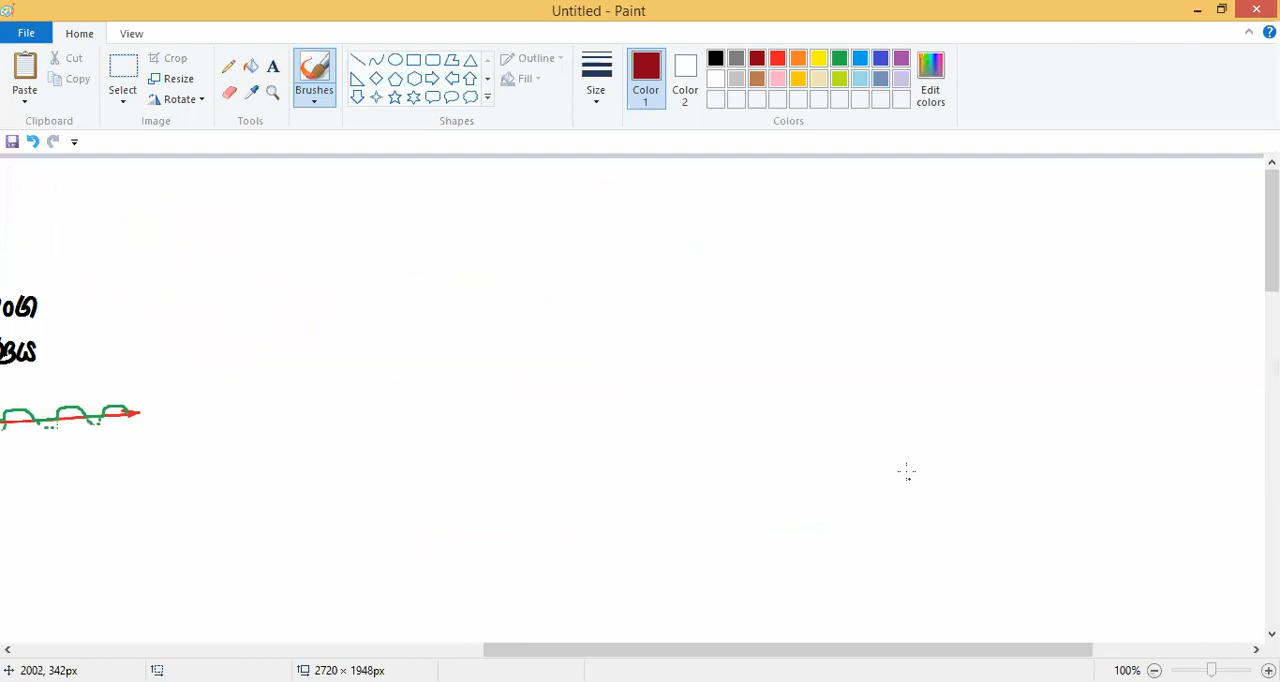 Untitled - Paint
File
Home
View
Paste
Cut
Copy
Clipboard
Select
Crop
Resize
Rotate
Image
Tools
Brushes
Shapes
Outline
Fill
Size
Color 1
Color 2
Colors
Edit colors
2002, 342px
2720 × 1948px
100%